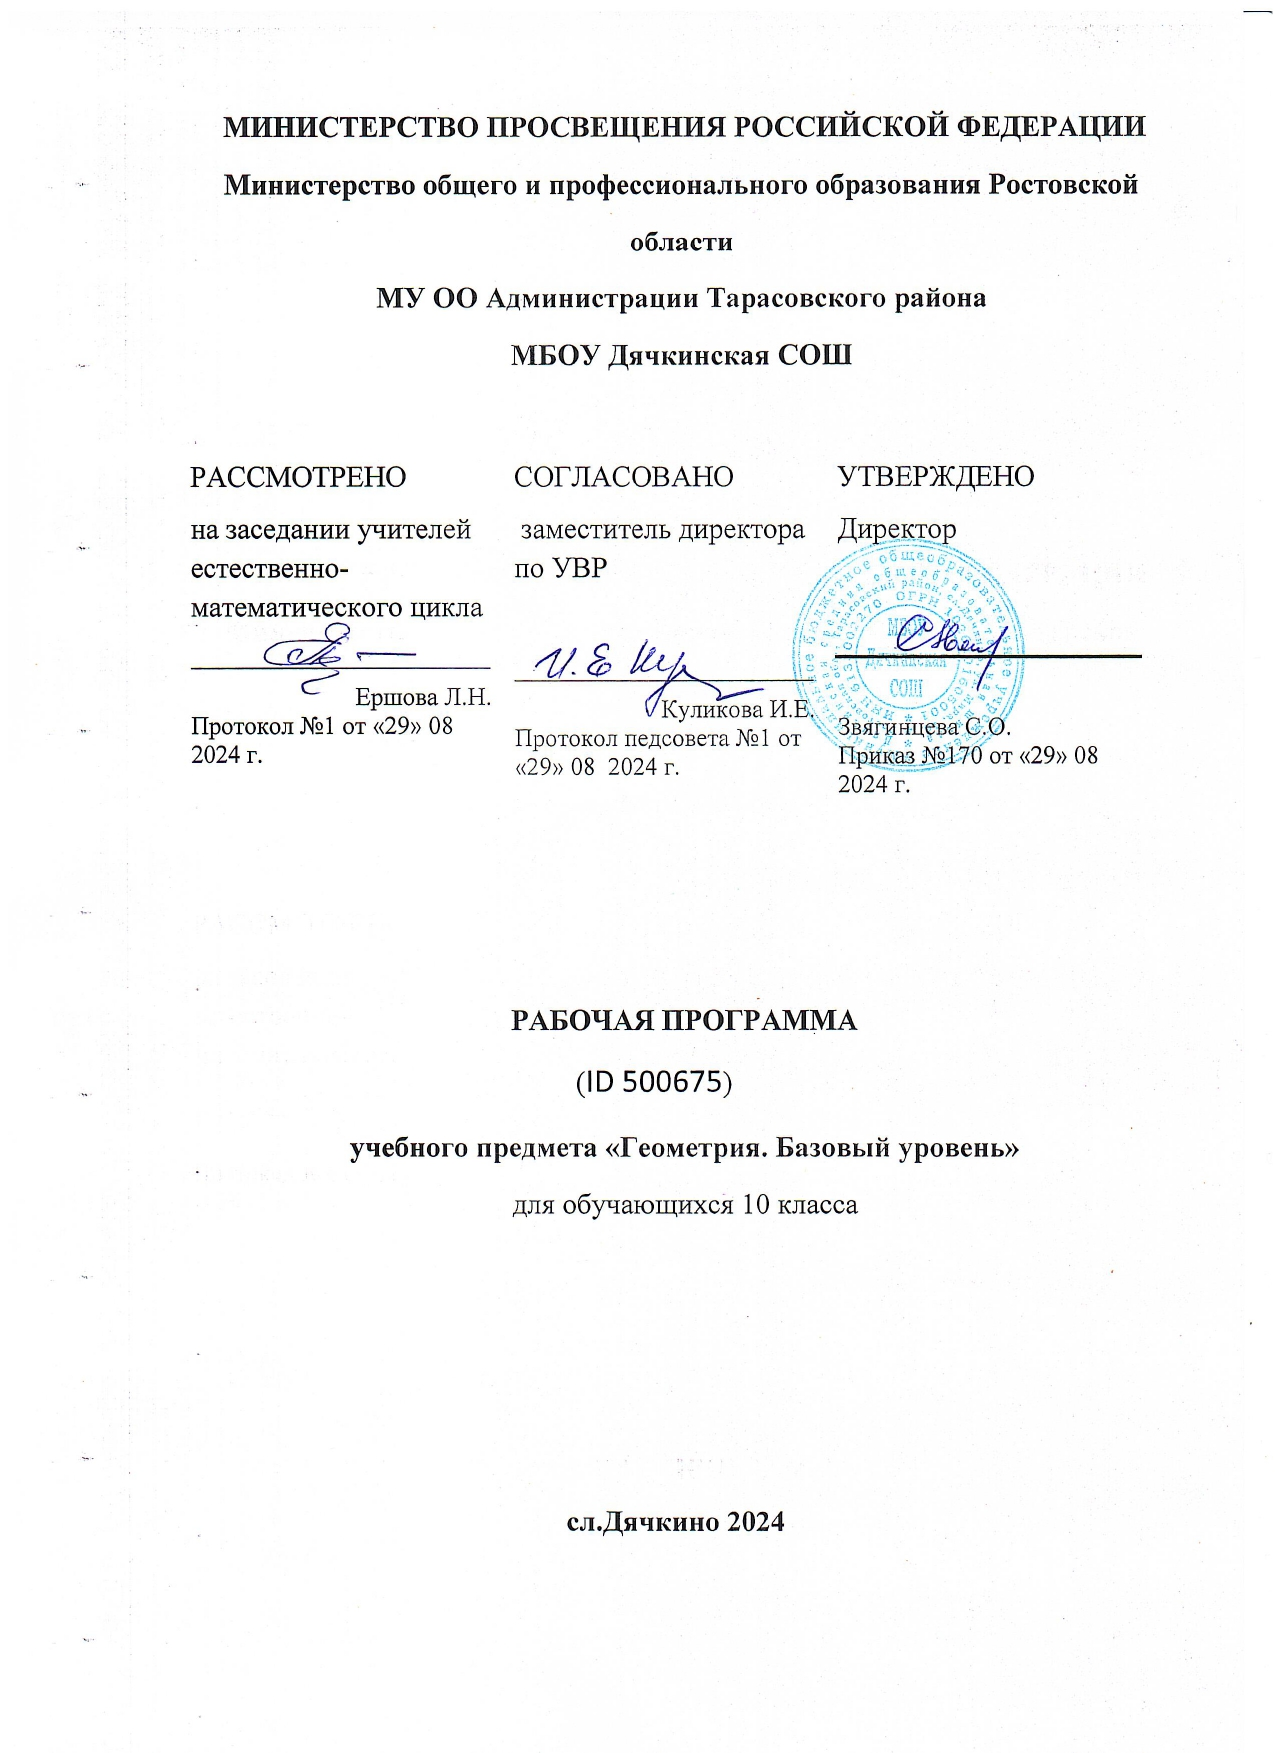 МИНИСТЕРСТВО ПРОСВЕЩЕНИЯ РОССИЙСКОЙ ФЕДЕРАЦИИ
Министерство общего и профессионального образования Ростовской
области
МУ ОО Администрации Тарасовского района
МБОУ Дячкинская СОШ
РАССМОТРЕНО
на заседании учителей
естественно-
математического цикла
Ершова Л.Н.
Протокол №1 от «29» 08
2024 г.
СОГЛАСОВАНО
заместитель директора
по УВР
Куликова И.Е.
Протокол педсовета №1 от
«29» 08 2024 г.
УТВЕРЖДЕНО
Директор
МБОУ
Дячкинская
СОШ
Звягинцева С.О.
Приказ №170 от «29» 08
2024 г.
РАБОЧАЯ ПРОГРАММА
(ID 500675)
учебного предмета «Геометрия. Базовый уровень»
для обучающихся 10 класса
сл.Дячкино 2024